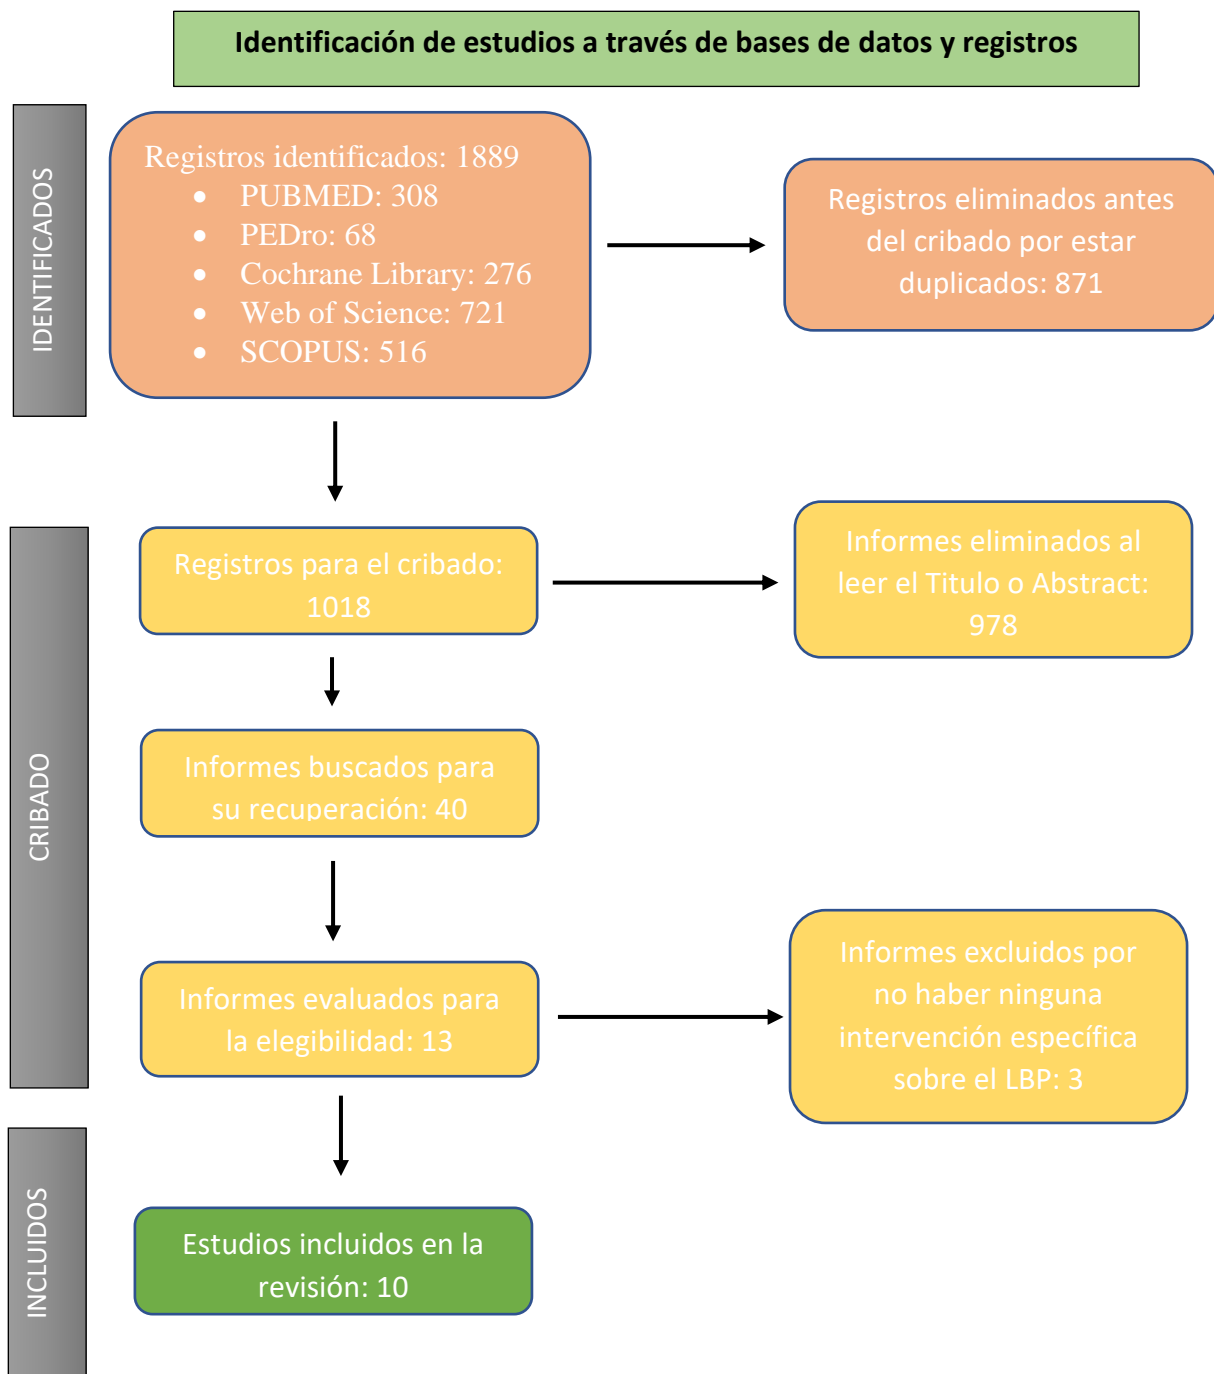 Identificación de estudios a través de bases de datos y registros
IDENTIFICADOS
Registros identificados: 1889
• PUBMED: 308
• PEDro: 68
• Cochrane Library: 276
• Web of Science: 721
• SCOPUS: 516
Registros eliminados antes
del cribado por estar
duplicados: 871
CRIBADO
Registros para el cribado:
1018
Informes eliminados al
leer el Titulo o Abstract:
978
Informes buscados para
su recuperación: 40
Informes evaluados para
la elegibilidad: 13
Informes excluidos por
no haber ninguna
intervención específica
sobre el LBP: 3
INCLUIDOS
Estudios incluidos en la
revisión: 10